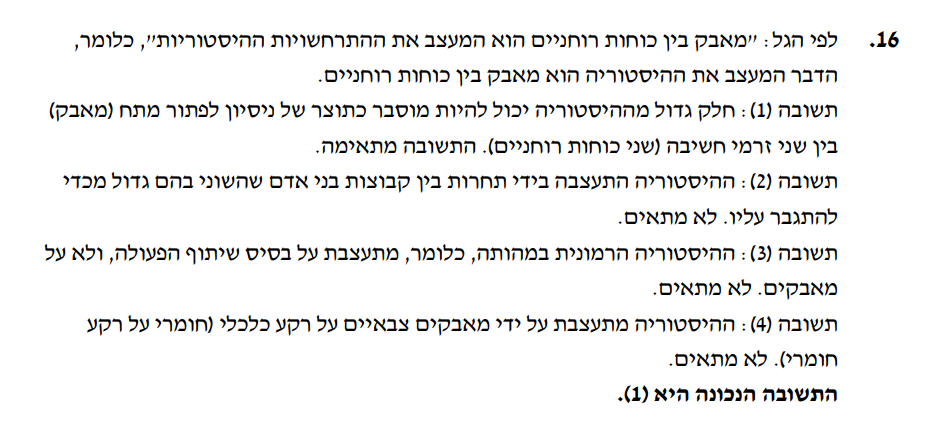 16. לפי הגל: "מאבק בין כוחות רוחניים הוא המעצב את ההתרחשויות ההיסטוריות", כלומר,
הדבר המעצב את ההיסטוריה הוא מאבק בין כוחות רוחניים.
תשובה (1): חלק גדול מההיסטוריה יכול להיות מוסבר כתוצר של ניסיון לפתור מתח (מאבק)
בין שני זרמי חשיבה (שני כוחות רוחניים). התשובה מתאימה.
תשובה (2): ההיסטוריה התעצבה בידי תחרות בין קבוצות בני אדם שהשוני בהם גדול מכדי
להתגבר עליו. לא מתאים.
תשובה (3): ההיסטוריה הרמונית במהותה, כלומר, מתעצבת על בסיס שיתוף הפעולה, ולא על
מאבקים. לא מתאים.
תשובה (4): ההיסטוריה מתעצבת על ידי מאבקים צבאיים על רקע כלכלי (חומרי על רקע
חומרי). לא מתאים.
התשובה הנכונה היא (1).